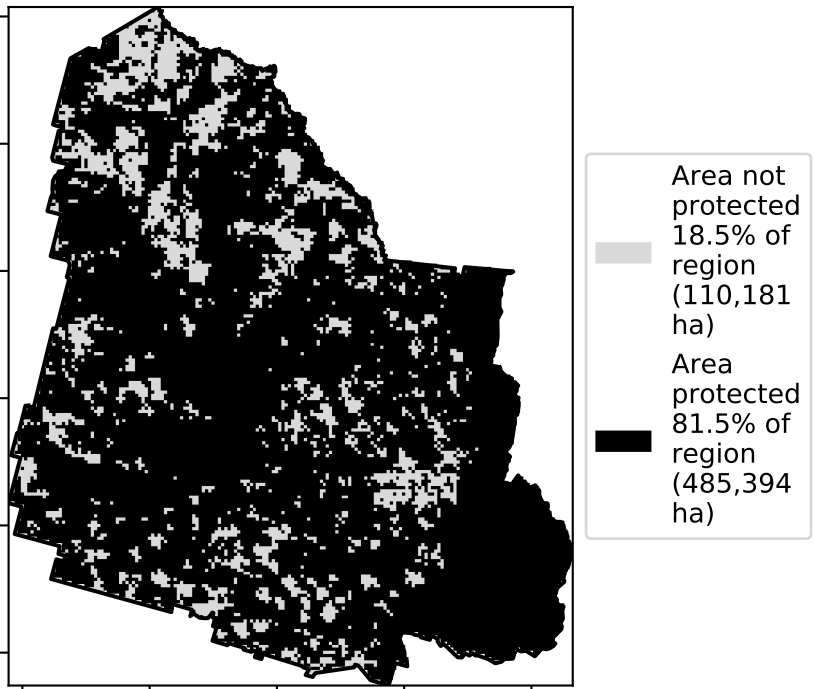 Area not
protected
18.5% of
region
(110,181
ha)
Area
protected
81.5% of
region
(485,394
ha)